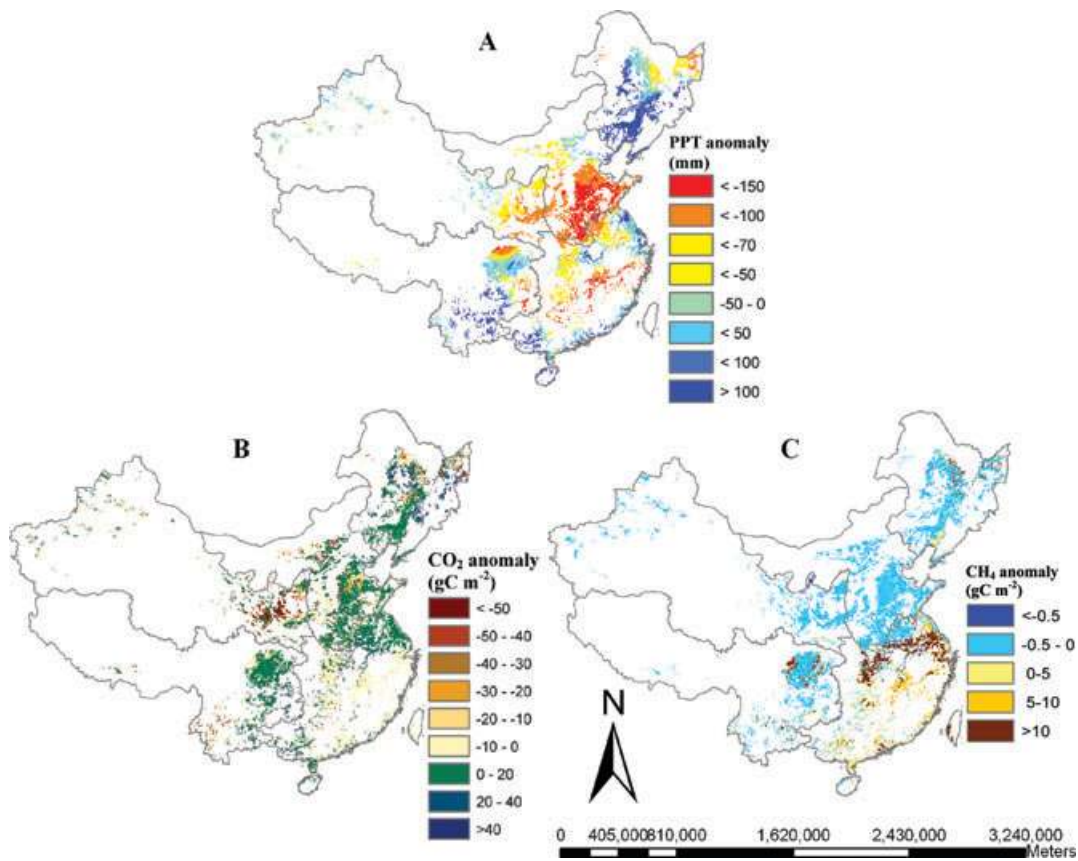 A
PPT anomaly
(mm)
< -150
< -100
< -70
< -50
-50 - 0
< 50
< 100
> 100
B
CO₂ anomaly
(gC m⁻²)
< -50
-50 - -40
-40 - -30
-30 - -20
-20 - -10
-10 - 0
0 - 20
20 - 40
>40
C
CH₄ anomaly
(gC m⁻²)
<-0.5
-0.5 - 0
0-5
5-10
>10
N
0 405,000 810,000 1,620,000 2,430,000 3,240,000
Meters